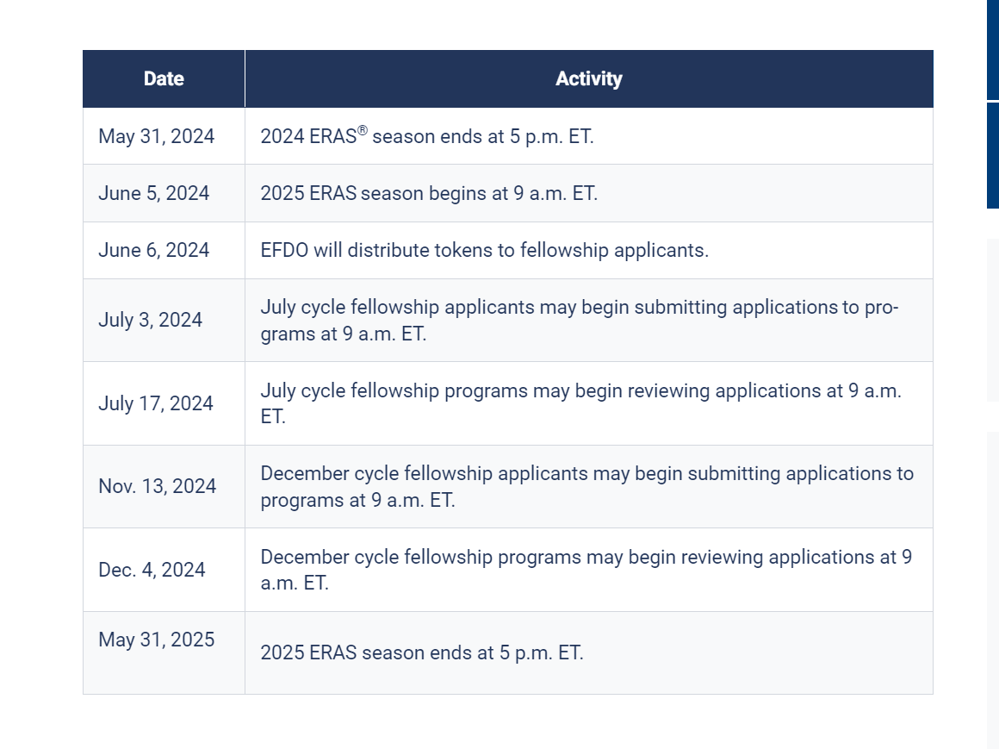 Date Activity
May 31, 2024 2024 ERAS® season ends at 5 p.m. ET.
June 5, 2024 2025 ERAS season begins at 9 a.m. ET.
June 6, 2024 EFDO will distribute tokens to fellowship applicants.
July 3, 2024
July cycle fellowship applicants may begin submitting applications to pro-
grams at 9 a.m. ET.
July 17, 2024
July cycle fellowship programs may begin reviewing applications at 9 a.m.
ET.
Nov. 13, 2024
December cycle fellowship applicants may begin submitting applications to
programs at 9 a.m. ET.
Dec. 4, 2024
December cycle fellowship programs may begin reviewing applications at 9
a.m. ET.
May 31, 2025
2025 ERAS season ends at 5 p.m. ET.